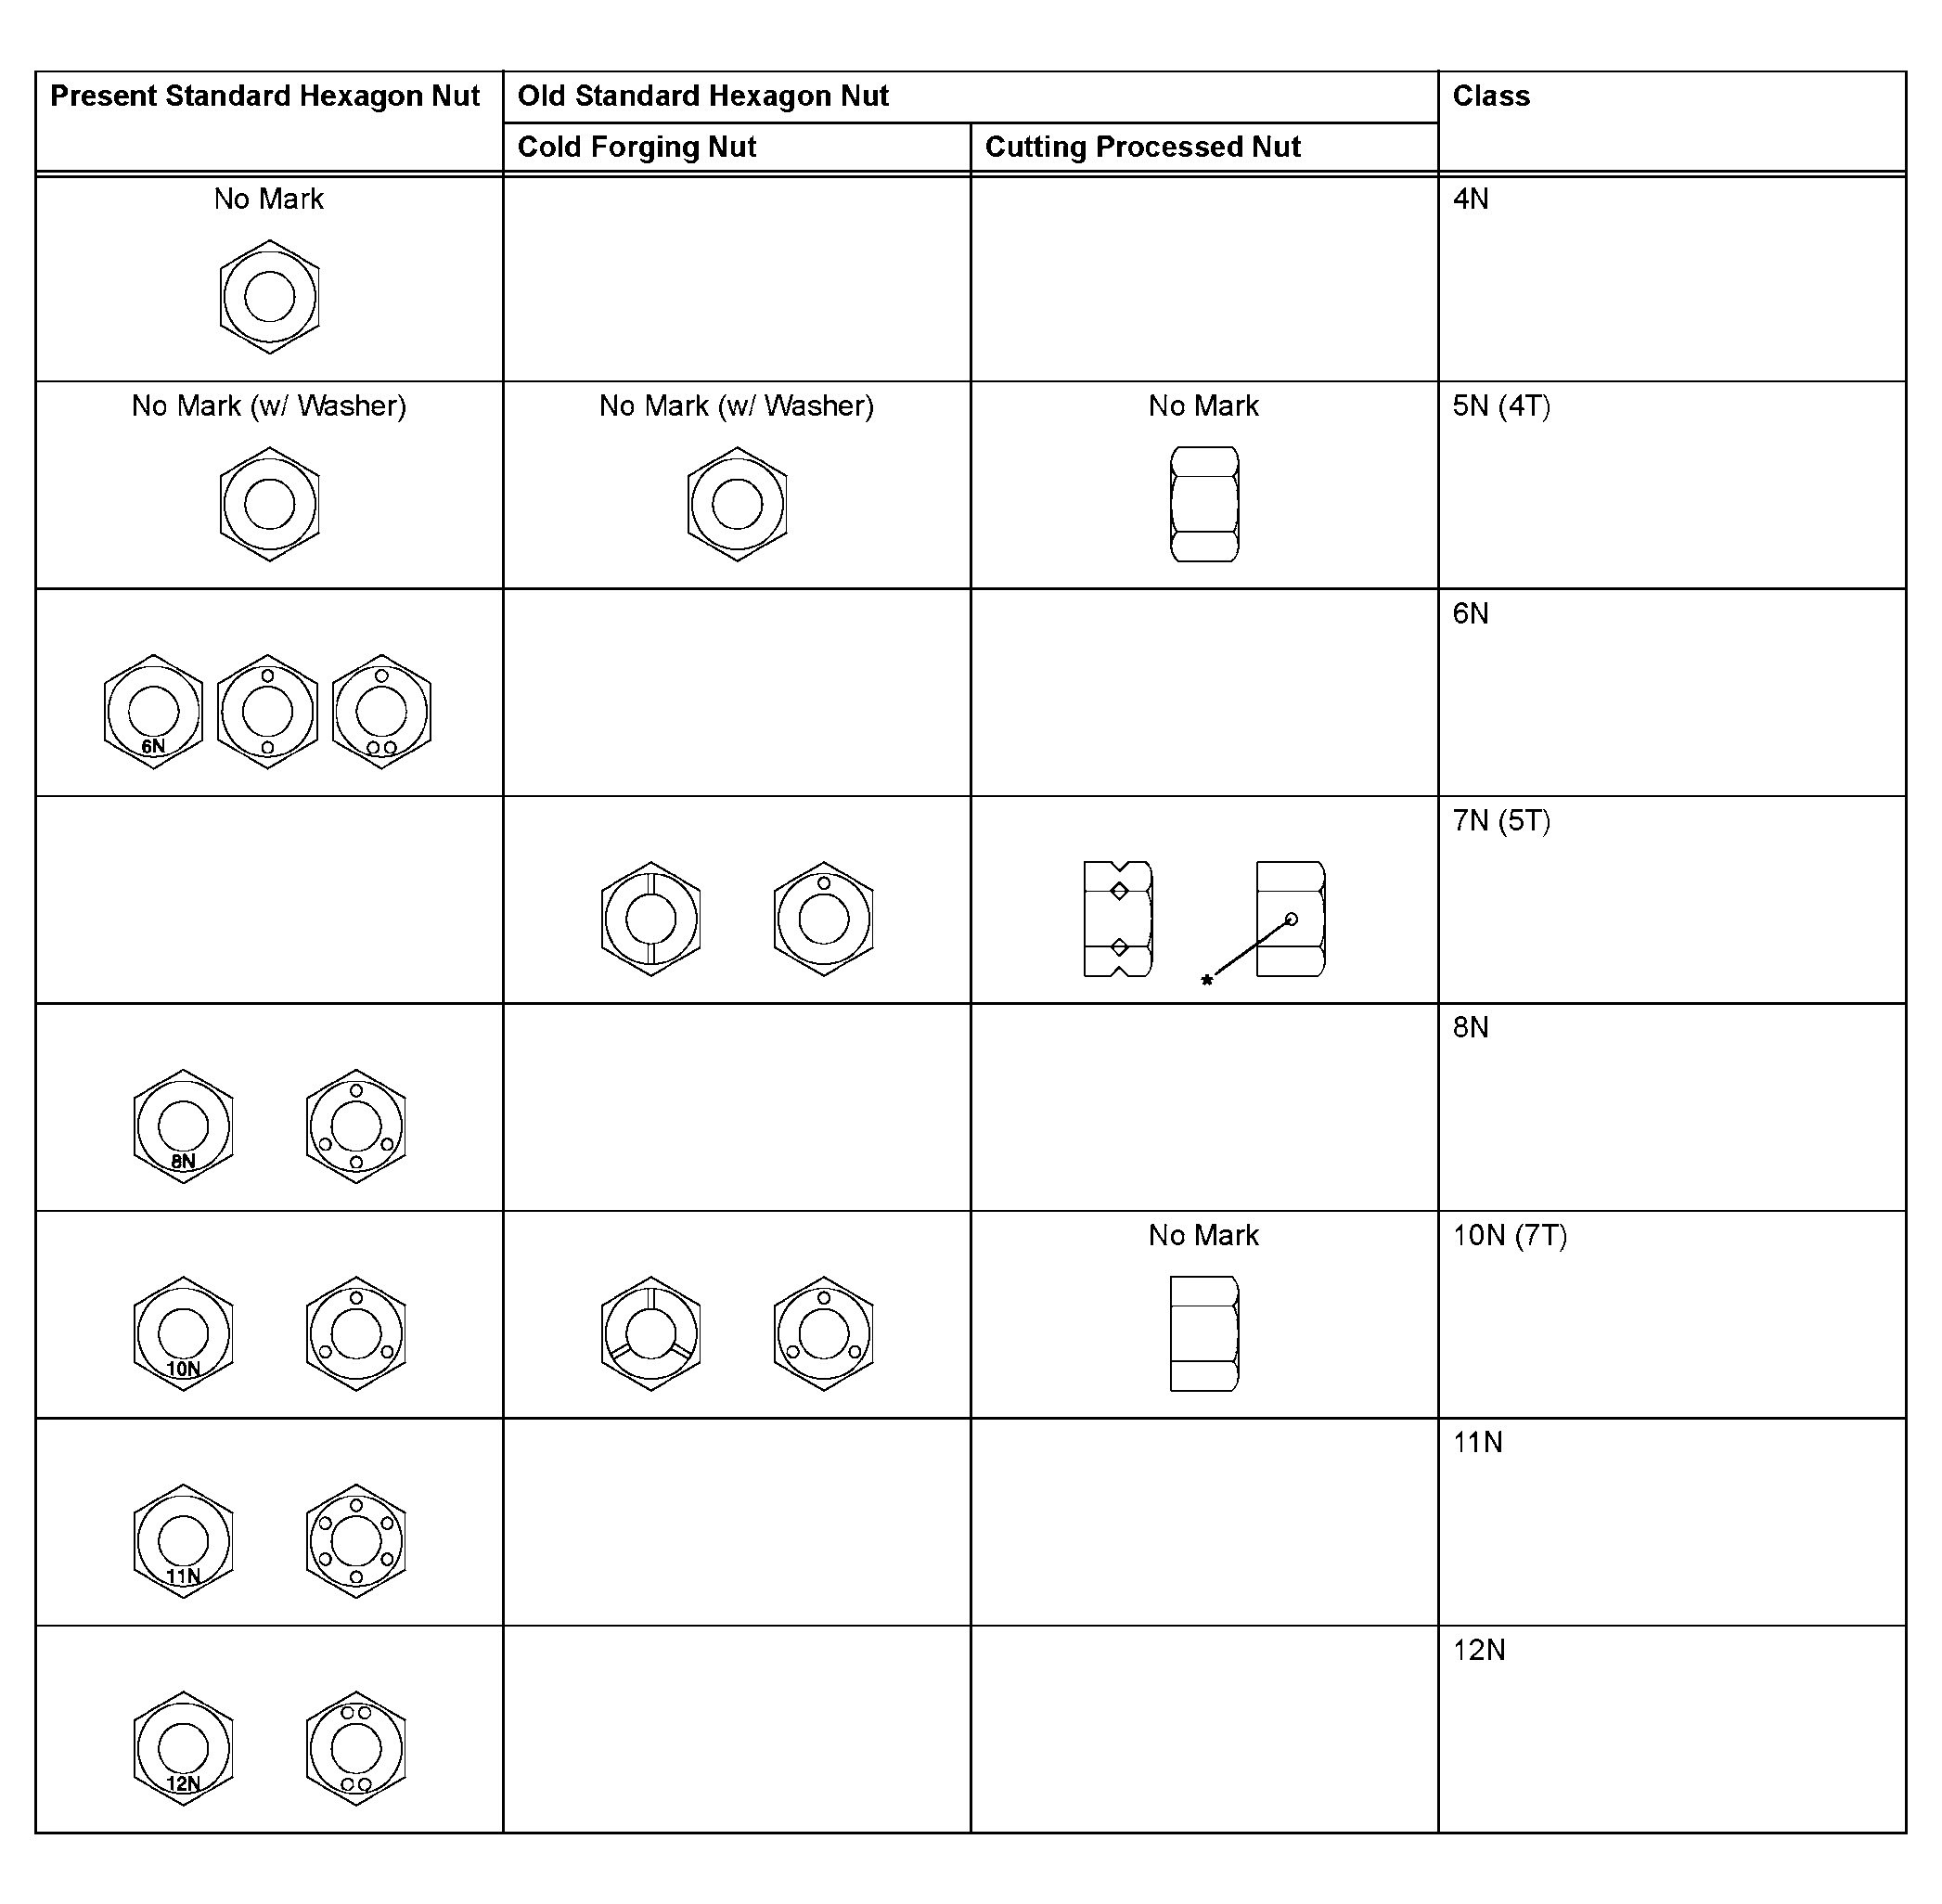 Present Standard Hexagon Nut
Old Standard Hexagon Nut
Class
Cold Forging Nut
Cutting Processed Nut
No Mark
4N
No Mark (w/ Washer)
No Mark (w/ Washer)
No Mark
5N (4T)
6N
6N
7N (5T)
*
8N
8N
No Mark
10N (7T)
10N
11N
11N
12N
12N